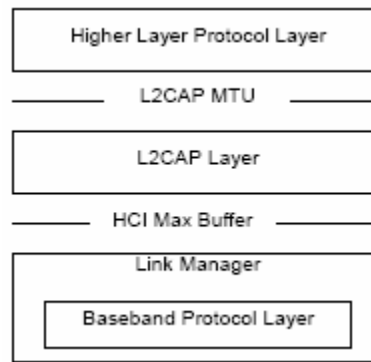 Higher Layer Protocol Layer
L2CAP MTU
L2CAP Layer
HCI Max Buffer
Link Manager
Baseband Protocol Layer